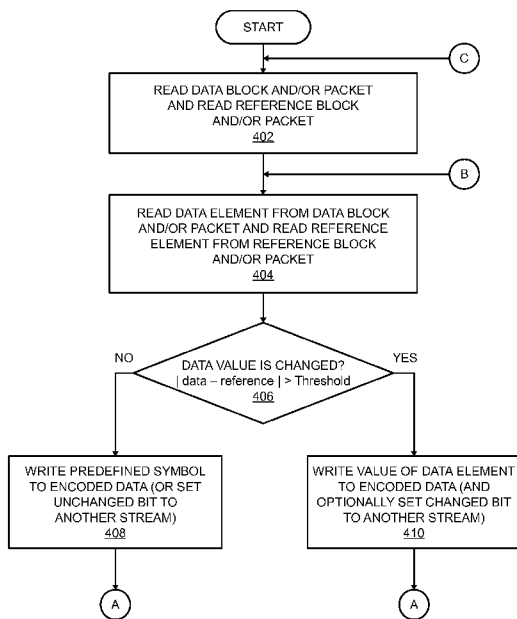 START
C
READ DATA BLOCK AND/OR PACKET
AND READ REFERENCE BLOCK
AND/OR PACKET
402
B
READ DATA ELEMENT FROM DATA BLOCK
AND/OR PACKET AND READ REFERENCE
ELEMENT FROM REFERENCE BLOCK
AND/OR PACKET
404
NO
DATA VALUE IS CHANGED?
YES
| data – reference | > Threshold
406
WRITE PREDEFINED SYMBOL
TO ENCODED DATA (OR SET
UNCHANGED BIT TO
ANOTHER STREAM)
408
WRITE VALUE OF DATA ELEMENT
TO ENCODED DATA (AND
OPTIONALLY SET CHANGED BIT
TO ANOTHER STREAM)
410
A
A